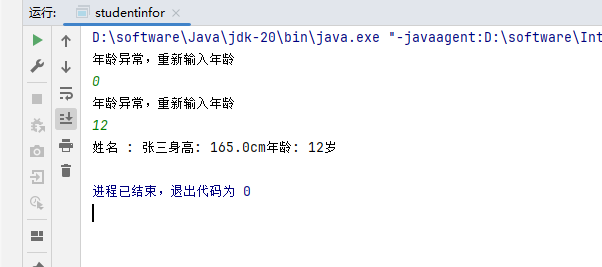 运行: studentinfor
D:\software\Java\jdk-20\bin\java.exe "-javaagent:D:\software\Int
年龄异常，重新输入年龄
0
年龄异常，重新输入年龄
12
姓名 : 张三身高: 165.0cm年龄: 12岁
进程已结束，退出代码为 0